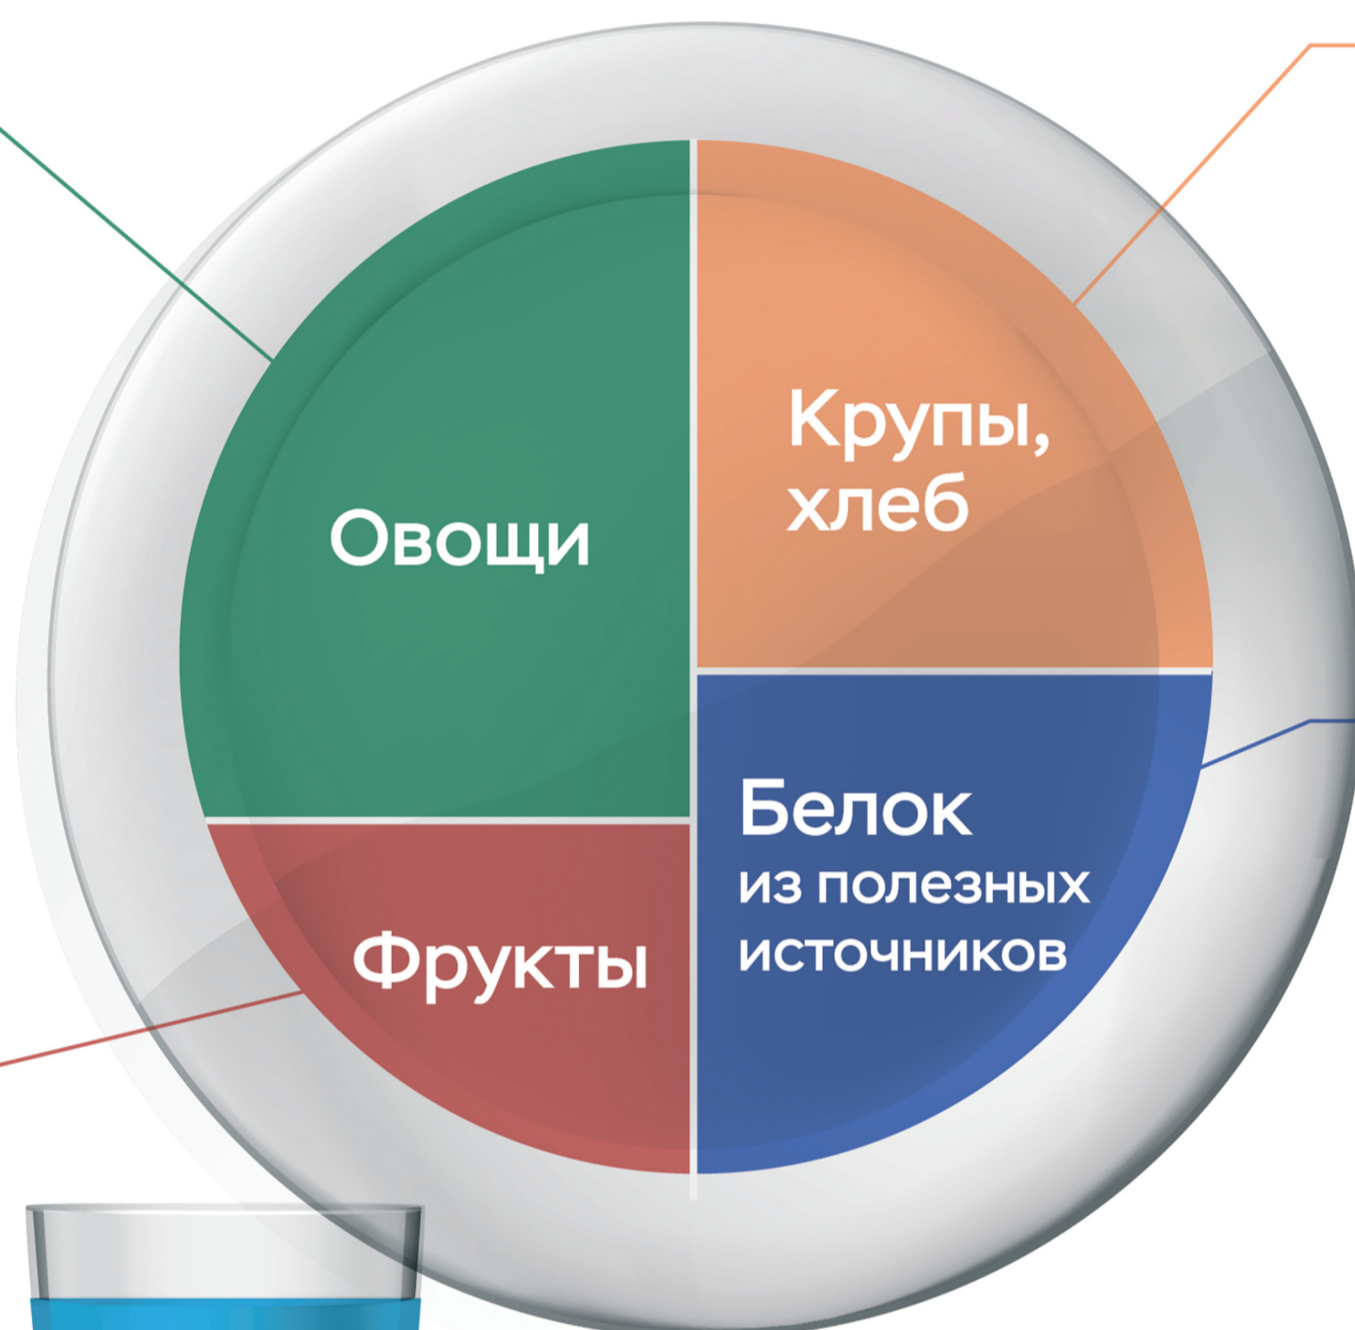 Овощи
Крупы,
хлеб
Фрукты
Белок
из полезных
источников